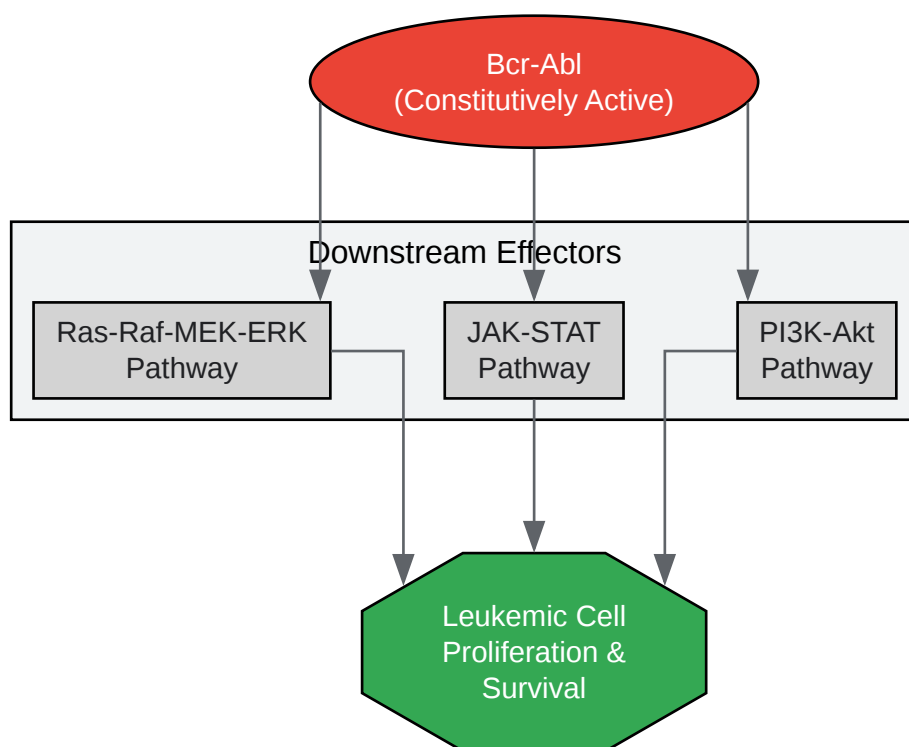 Bcr-Abl
(Constitutively Active)
Downstream Effectors
Ras-Raf-MEK-ERK
Pathway
JAK-STAT
Pathway
PI3K-Akt
Pathway
Leukemic Cell
Proliferation &
Survival